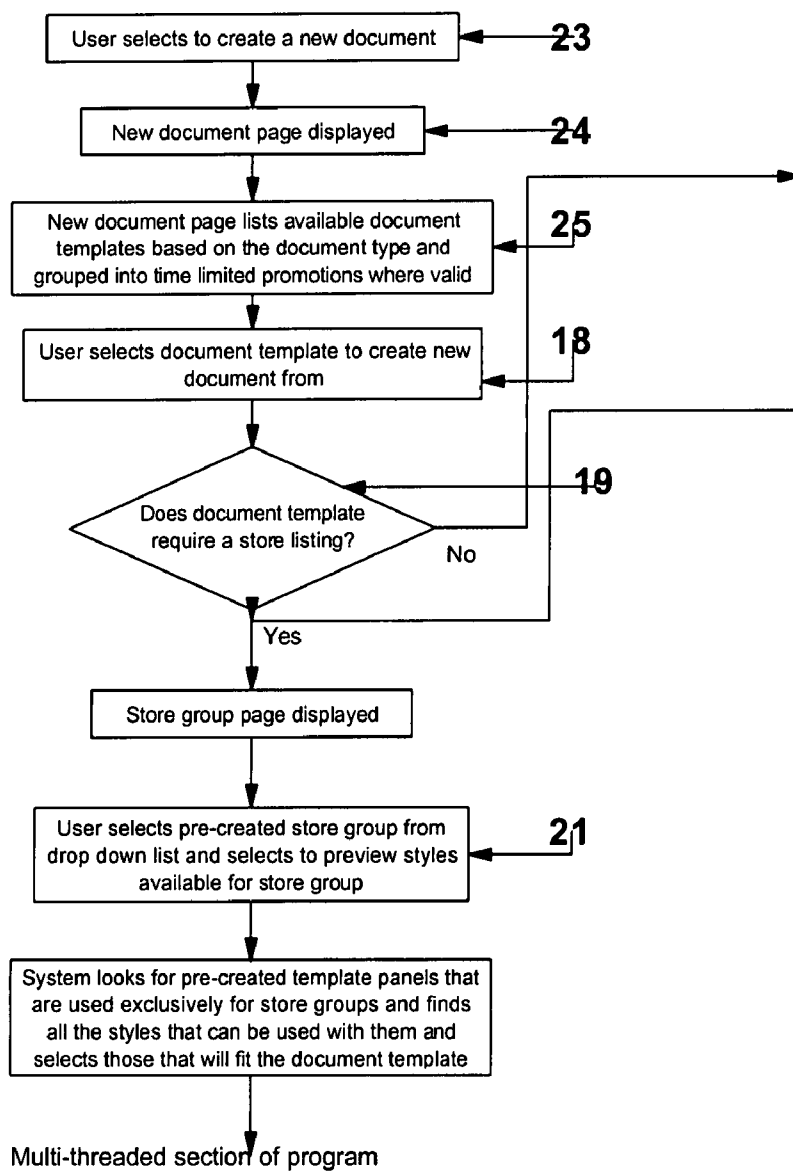 User selects to create a new document
23
New document page displayed
24
New document page lists available document
templates based on the document type and
grouped into time limited promotions where valid
25
User selects document template to create new
document from
18
19
Does document template
require a store listing?
No
Yes
Store group page displayed
User selects pre-created store group from
drop down list and selects to preview styles
available for store group
21
System looks for pre-created template panels that
are used exclusively for store groups and finds
all the styles that can be used with them and
selects those that will fit the document template
Multi-threaded section of program